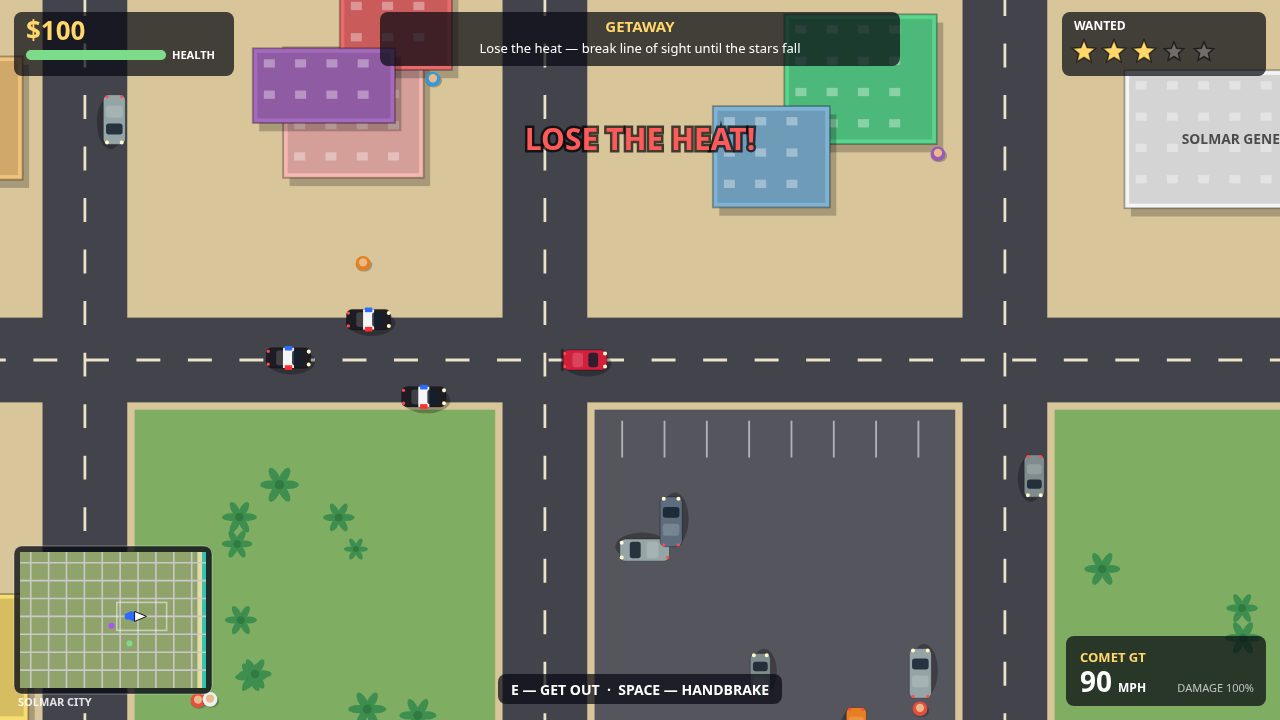 $100
HEALTH
GETAWAY
Lose the heat — break line of sight until the stars fall
WANTED
LOSE THE HEAT!
SOLMAR GENE
SOLMAR CITY
E — GET OUT · SPACE — HANDBRAKE
COMET GT
90 MPH
DAMAGE 100%